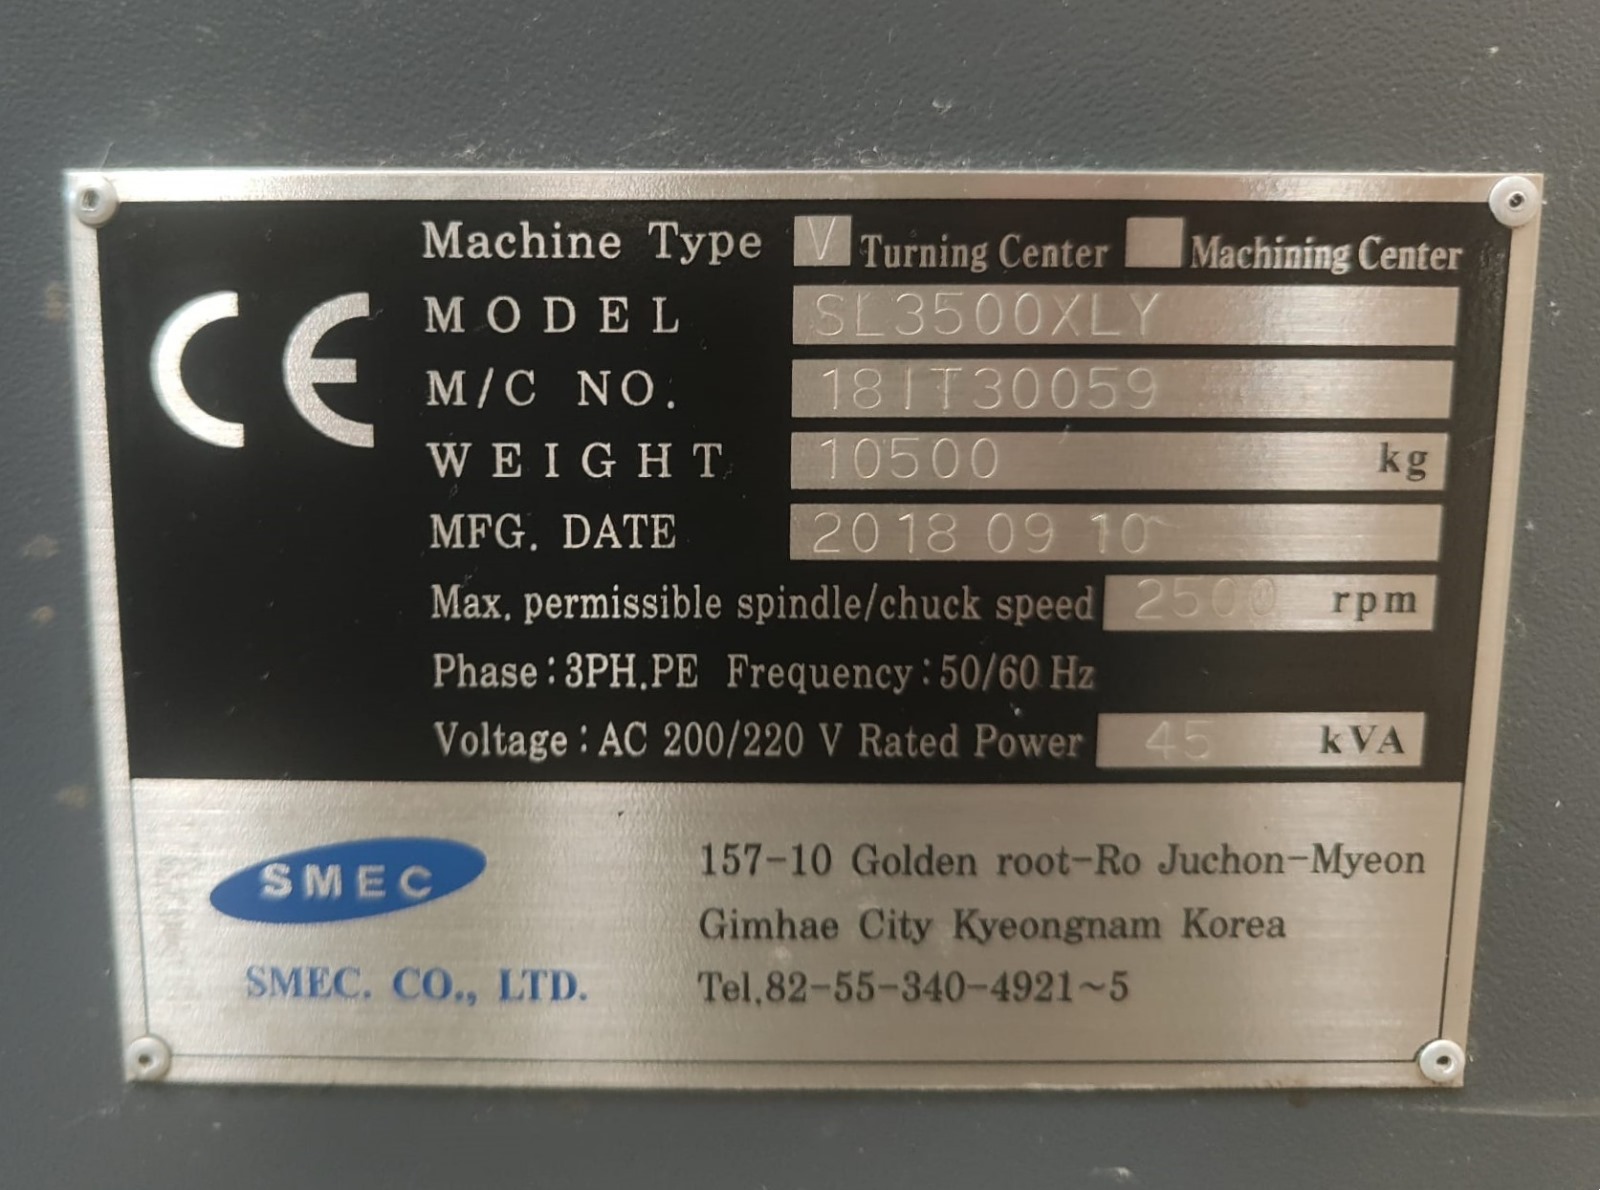 Machine Type V Turning Center Machining Center
CE
MODEL SL3500XLY
M/C NO. 18IT30059
WEIGHT 10500 kg
MFG. DATE 2018 09 10
Max. permissible spindle/chuck speed 2500 rpm
Phase : 3PH.PE Frequency : 50/60 Hz
Voltage : AC 200/220 V Rated Power 45 kVA
SMEC
SMEC. CO., LTD.
157-10 Golden root-Ro Juchon-Myeon
Gimhae City Kyeongnam Korea
Tel.82-55-340-4921~5